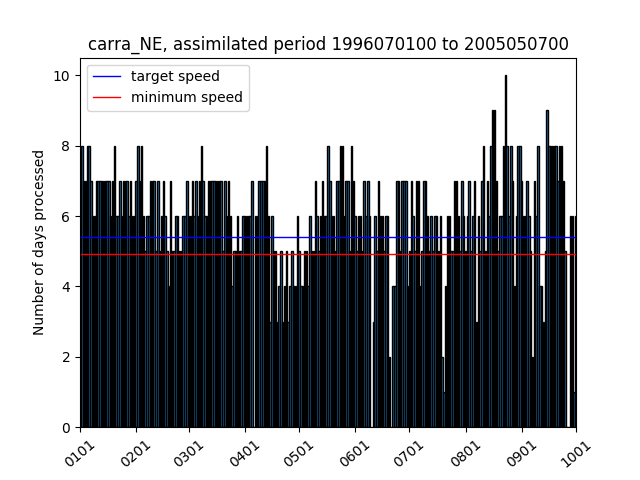 carra_NE, assimilated period 1996070100 to 2005050700
target speed
minimum speed
Number of days processed
10
8
6
4
2
0
0101 0201 0301 0401 0501 0601 0701 0801 0901 1001